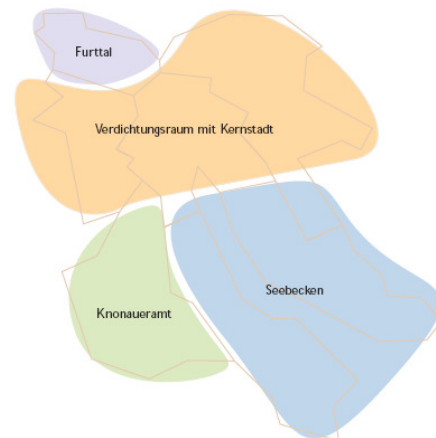 Furttal
Verdichtungsraum mit Kernstadt
Seebecken
Knonaueramt